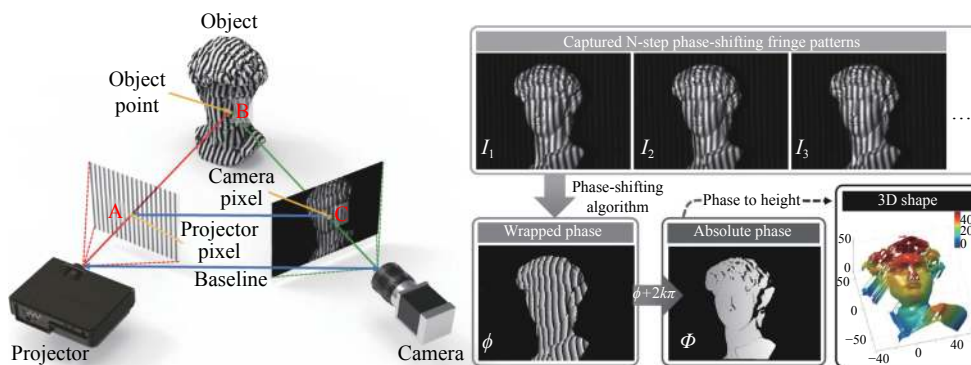 Object
Object
point
B
Camera
pixel
A
C
Projector
pixel
Baseline
Projector
Camera
Captured N-step phase-shifting fringe patterns
I1
I2
I3
...
Phase-shifting
algorithm
Phase to height
Wrapped phase
ϕ
ϕ+2kπ
Absolute phase
Φ
3D shape
40
20
0
50
50
0
0
−50
−50
−40
0
40